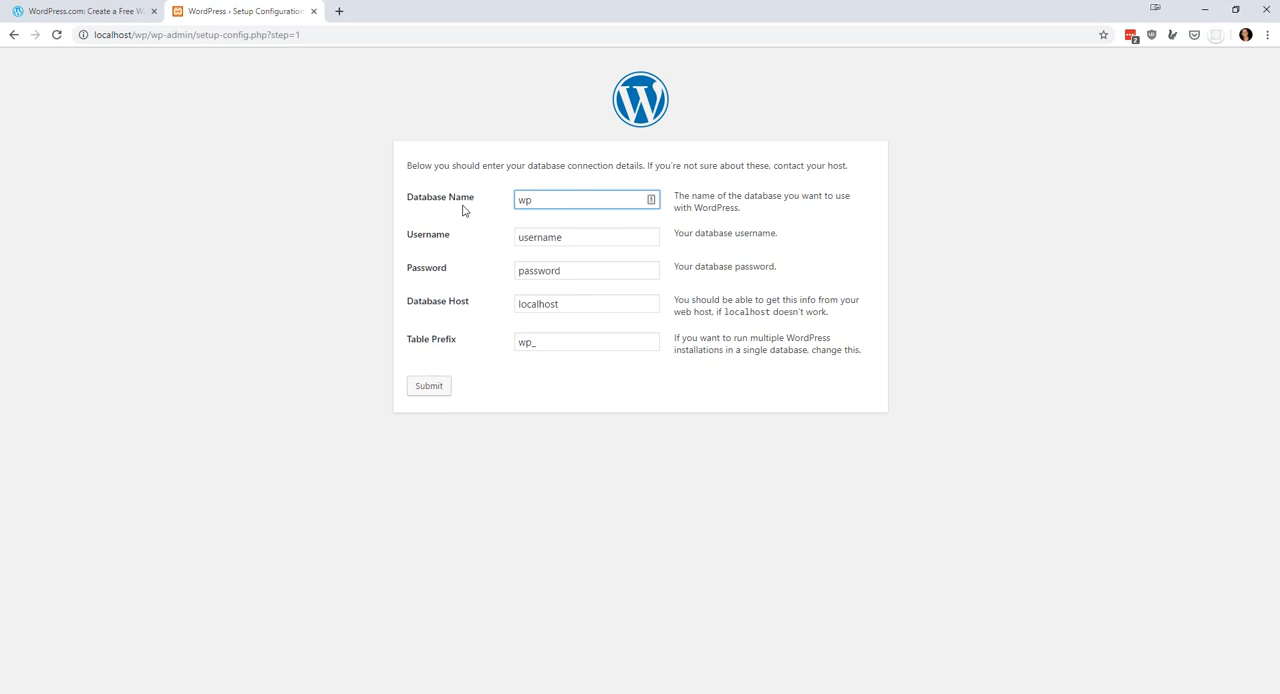 WordPress.com: Create a Free W
WordPress › Setup Configuration
localhost/wp/wp-admin/setup-config.php?step=1
2
Below you should enter your database connection details. If you're not sure about these, contact your host.
Database Name
wp
The name of the database you want to use
with WordPress.
Username
username
Your database username.
Password
password
Your database password.
Database Host
localhost
You should be able to get this info from your
web host, if localhost doesn't work.
Table Prefix
wp_
If you want to run multiple WordPress
installations in a single database, change this.
Submit